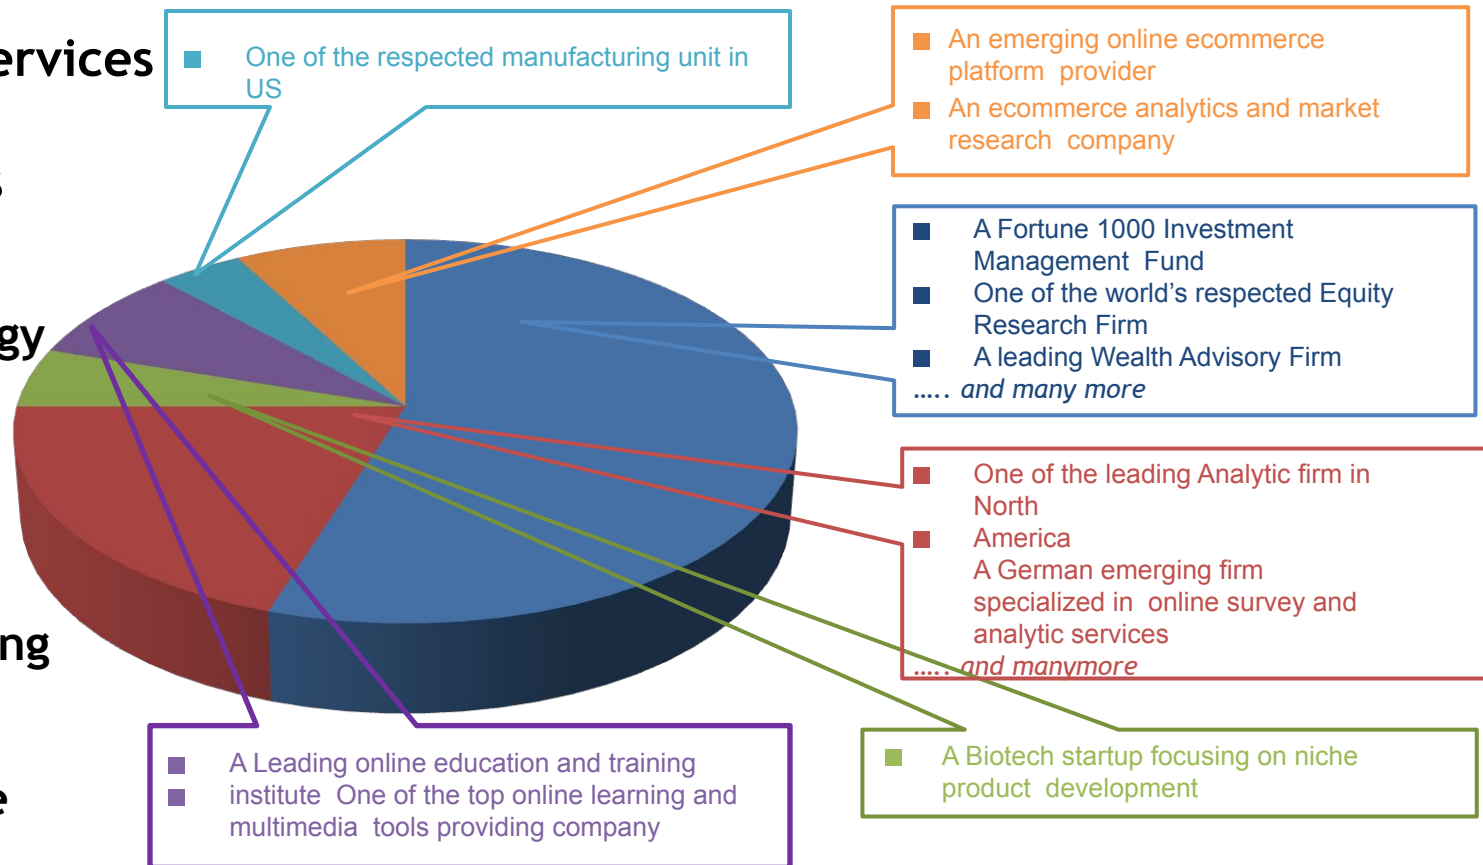 ervices
s
gy
ng
e
One of the respected manufacturing unit in
US
An emerging online ecommerce
platform provider
An ecommerce analytics and market
research company
A Fortune 1000 Investment
Management Fund
One of the world’s respected Equity
Research Firm
A leading Wealth Advisory Firm
….. and many more
One of the leading Analytic firm in
North
America
A German emerging firm
specialized in online survey and
analytic services
….. and manymore
A Leading online education and training
institute One of the top online learning and
multimedia tools providing company
A Biotech startup focusing on niche
product development